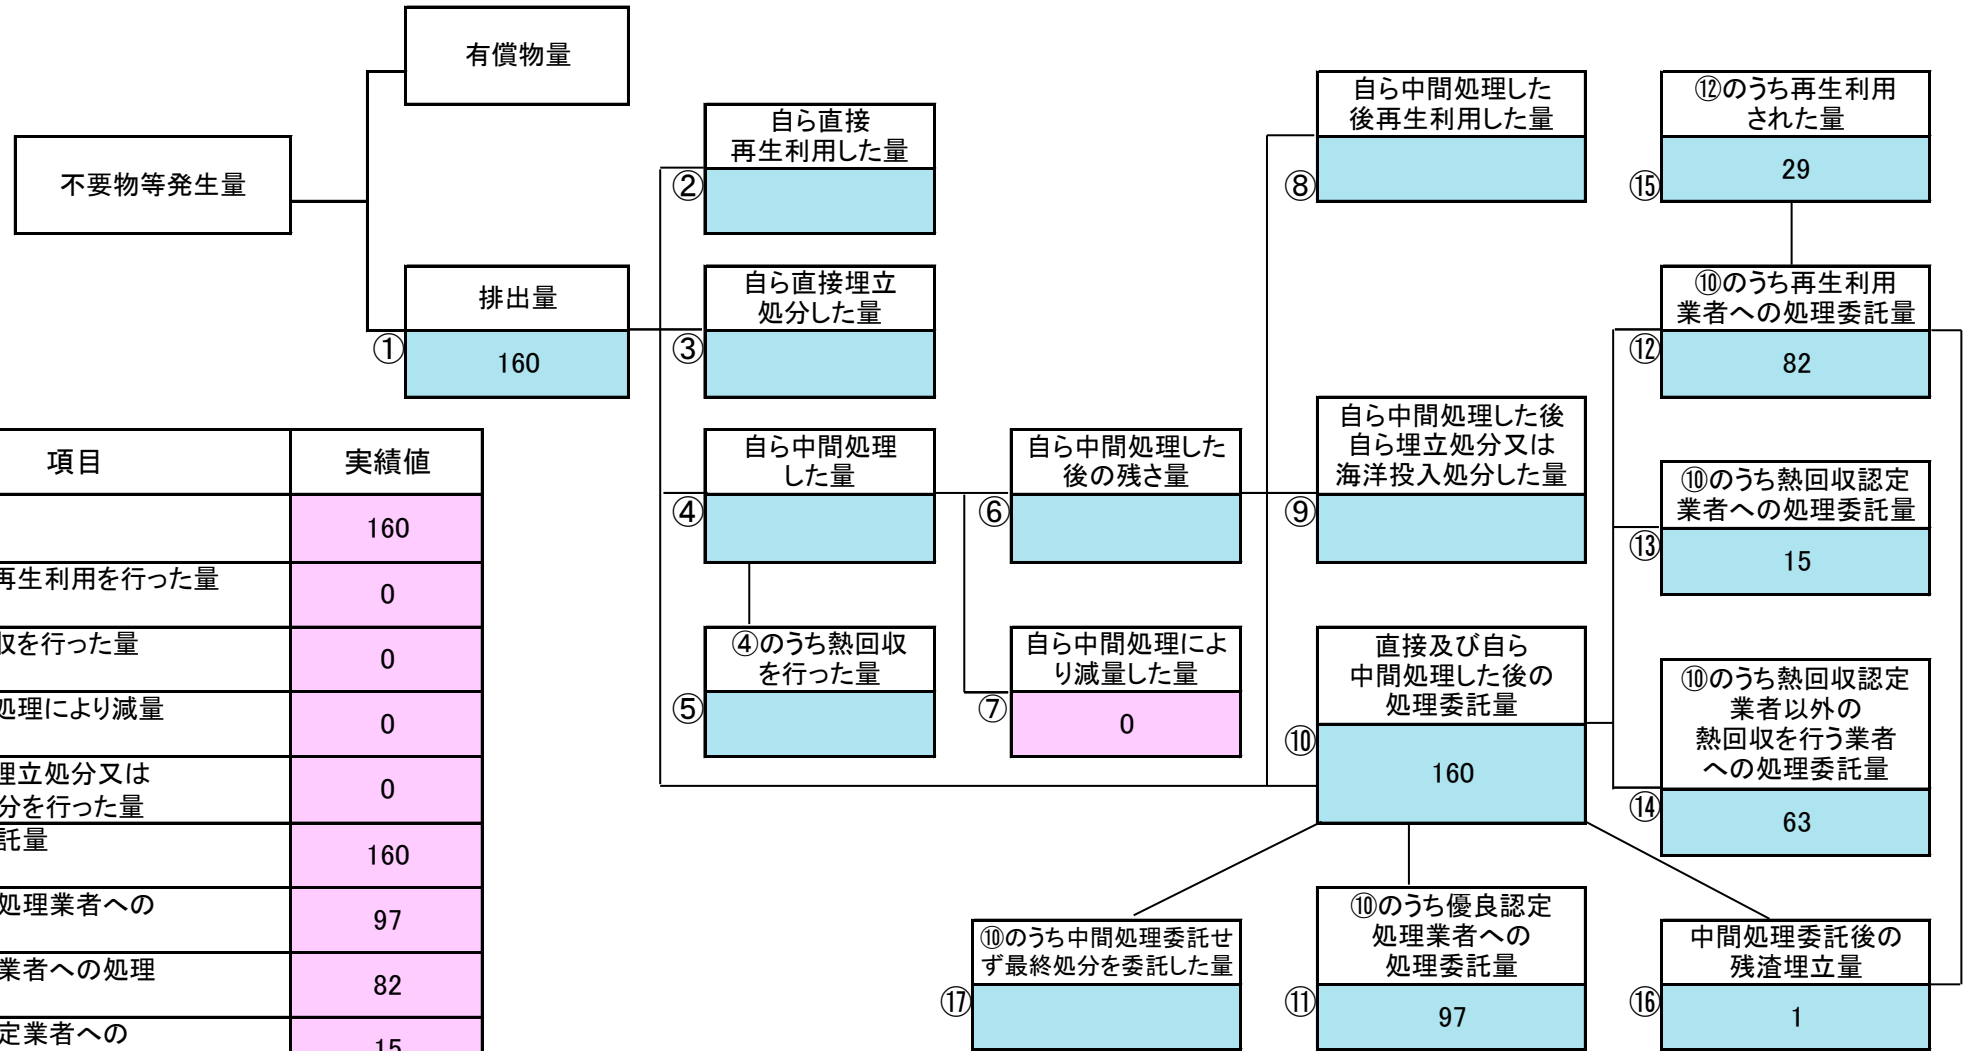 有償物量
不要物等発生量
排出量
①
160
自ら直接
再生利用した量
②
自ら直接埋立
処分した量
③
自ら中間処理
した量
④
④のうち熱回収
を行った量
⑤
自ら中間処理した
後の残さ量
⑥
自ら中間処理によ
り減量した量
⑦
0
自ら中間処理した
後再生利用した量
⑧
自ら中間処理した後
自ら埋立処分又は
海洋投入処分した量
⑨
直接及び自ら
中間処理した後の
処理委託量
⑩
160
⑫のうち再生利用
された量
⑮
29
⑩のうち再生利用
業者への処理委託量
⑫
82
⑩のうち熱回収認定
業者への処理委託量
⑬
15
⑩のうち熱回収認定
業者以外の
熱回収を行う業者
への処理委託量
⑭
63
⑩のうち中間処理委託せ
ず最終処分を委託した量
⑰
⑩のうち優良認定
処理業者への
処理委託量
⑪
97
中間処理委託後の
残渣埋立量
⑯
1
項目 実績値
160
再生利用を行った量
0
収を行った量
0
処理により減量
0
埋立処分又は
分を行った量
0
託量
160
処理業者への
97
業者への処理
82
定業者への
15